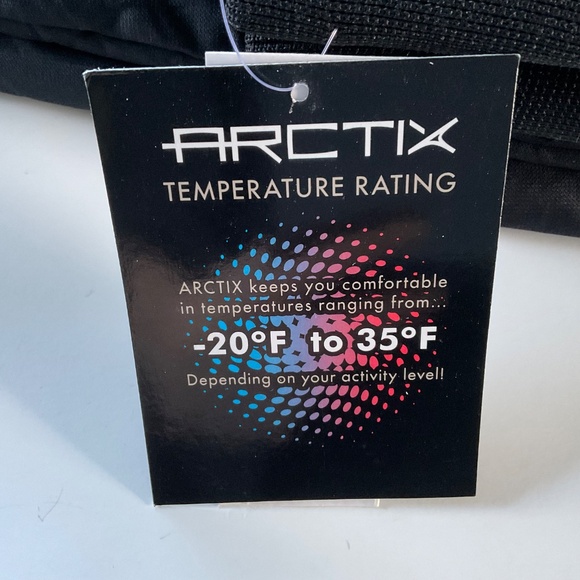 ARCTIX
TEMPERATURE RATING
ARCTIX keeps you comfortable
in temperatures ranging from...
-20°F to 35°F
Depending on your activity level!